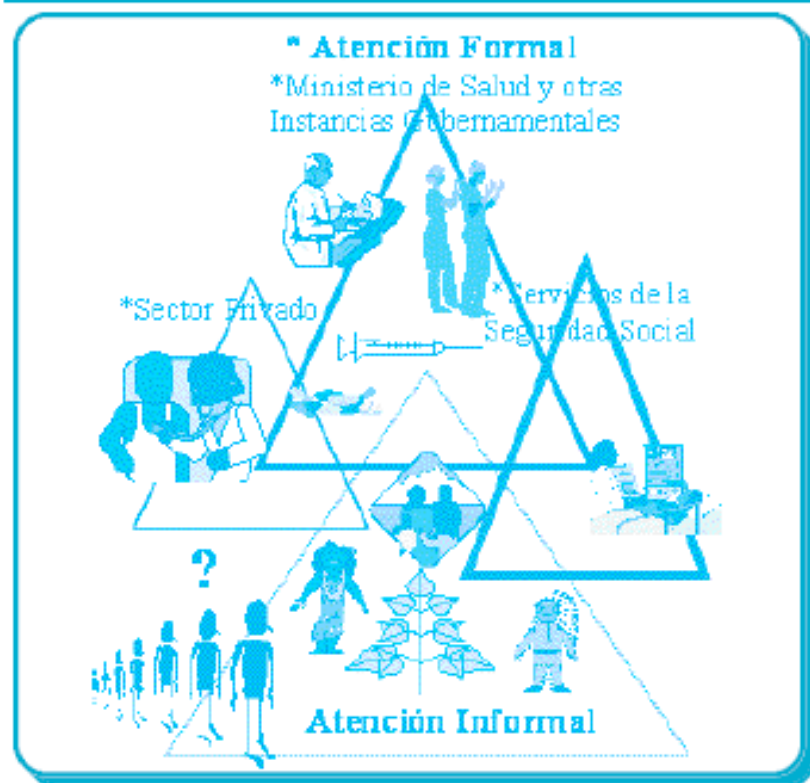 * Atención Formal
*Ministerio de Salud y otras
Instancias Gubernamentales
*Sector Privado
*Servicios de la
Seguridad Social
?
Atención Informal